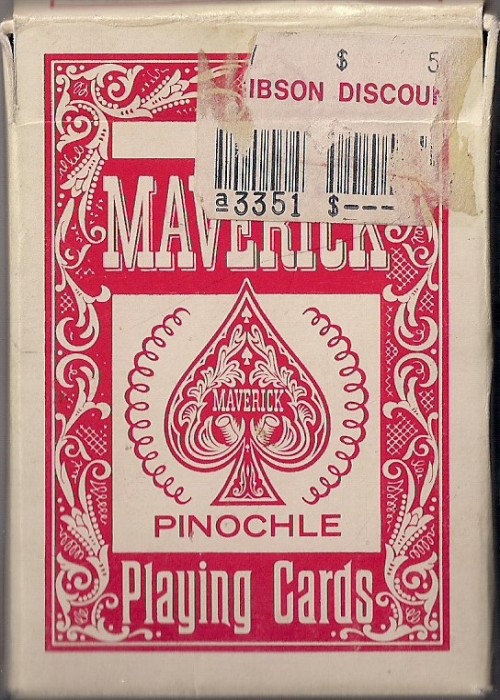 $ 5
IBSON DISCOU
a3351 $---
MAVERICK
MAVERICK
PINOCHLE
Playing Cards